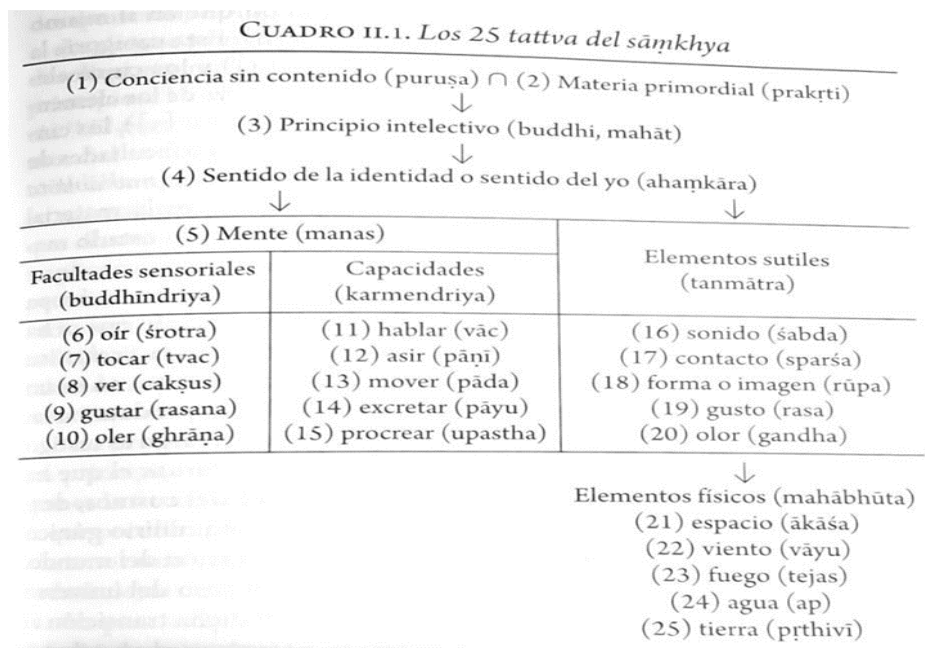 CUADRO II.1. Los 25 tattva del sāṃkhya
(1) Conciencia sin contenido (puruṣa) ∩ (2) Materia primordial (prakṛti)
↓
(3) Principio intelectivo (buddhi, mahāt)
↓
(4) Sentido de la identidad o sentido del yo (ahaṃkāra)
↓ ↓
(5) Mente (manas)
Facultades sensoriales
(buddhīndriya)
Capacidades
(karmendriya)
Elementos sutiles
(tanmātra)
(6) oír (śrotra)
(7) tocar (tvac)
(8) ver (cakṣus)
(9) gustar (rasana)
(10) oler (ghrāṇa)
(11) hablar (vāc)
(12) asir (pāṇī)
(13) mover (pāda)
(14) excretar (pāyu)
(15) procrear (upastha)
(16) sonido (śabda)
(17) contacto (sparśa)
(18) forma o imagen (rūpa)
(19) gusto (rasa)
(20) olor (gandha)
↓
Elementos físicos (mahābhūta)
(21) espacio (ākāśa)
(22) viento (vāyu)
(23) fuego (tejas)
(24) agua (ap)
(25) tierra (pṛthivī)